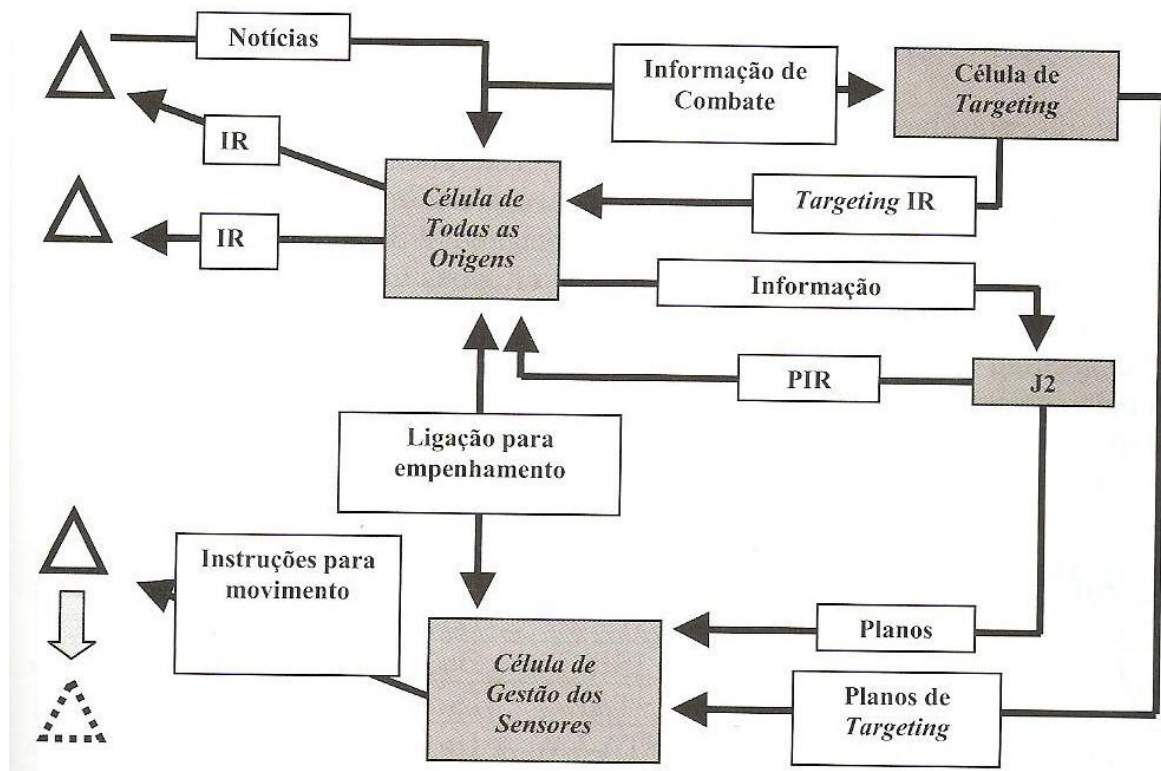 Notícias
Informação de
Combate
Célula de
Targeting
IR
Célula de
Todas as
Origens
Targeting IR
IR
Informação
PIR
J2
Ligação para
empenhamento
Instruções para
movimento
Planos
Célula de
Gestão dos
Sensores
Planos de
Targeting